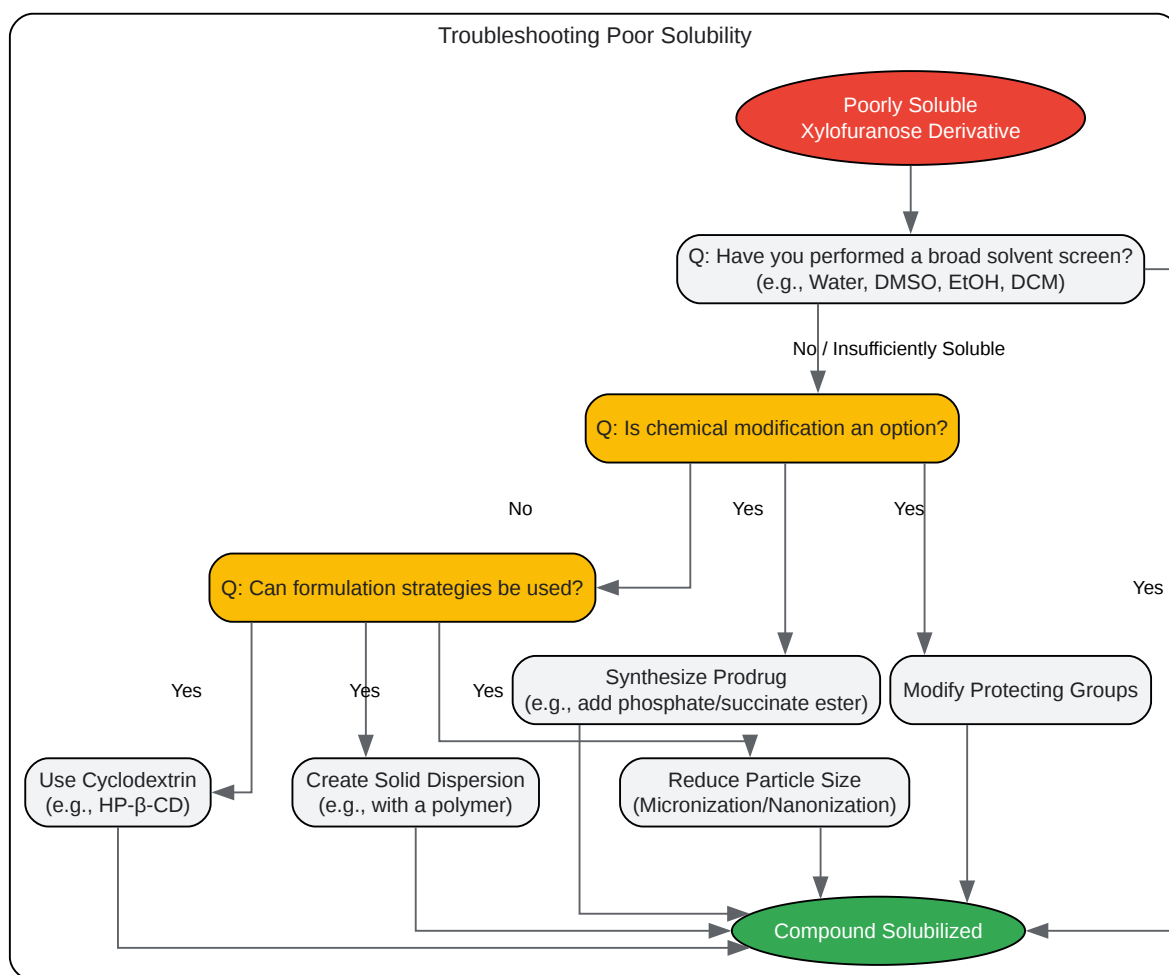 Troubleshooting Poor Solubility
Poorly Soluble
Xylofuranose Derivative
Q: Have you performed a broad solvent screen?
(e.g., Water, DMSO, EtOH, DCM)
No / Insufficiently Soluble
Q: Is chemical modification an option?
No
Yes
Yes
Q: Can formulation strategies be used?
Yes
Yes
Yes
Yes
Synthesize Prodrug
(e.g., add phosphate/succinate ester)
Modify Protecting Groups
Use Cyclodextrin
(e.g., HP-β-CD)
Create Solid Dispersion
(e.g., with a polymer)
Reduce Particle Size
(Micronization/Nanonization)
Compound Solubilized